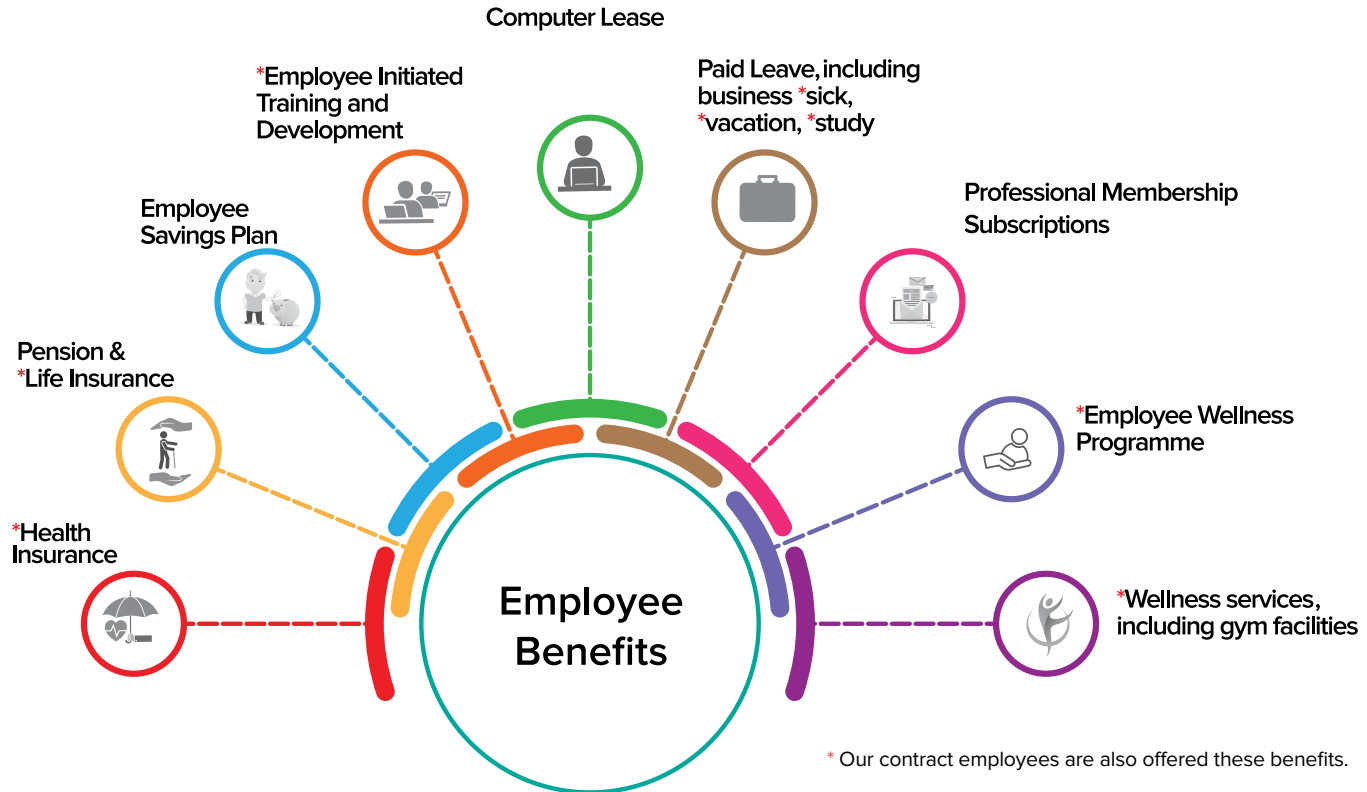 Computer Lease
*Employee Initiated
Training and
Development
Paid Leave, including
business *sick,
*vacation, *study
Employee
Savings Plan
Professional Membership
Subscriptions
Pension &
*Life Insurance
*Employee Wellness
Programme
*Health
Insurance
*Wellness services,
including gym facilities
Employee
Benefits
* Our contract employees are also offered these benefits.